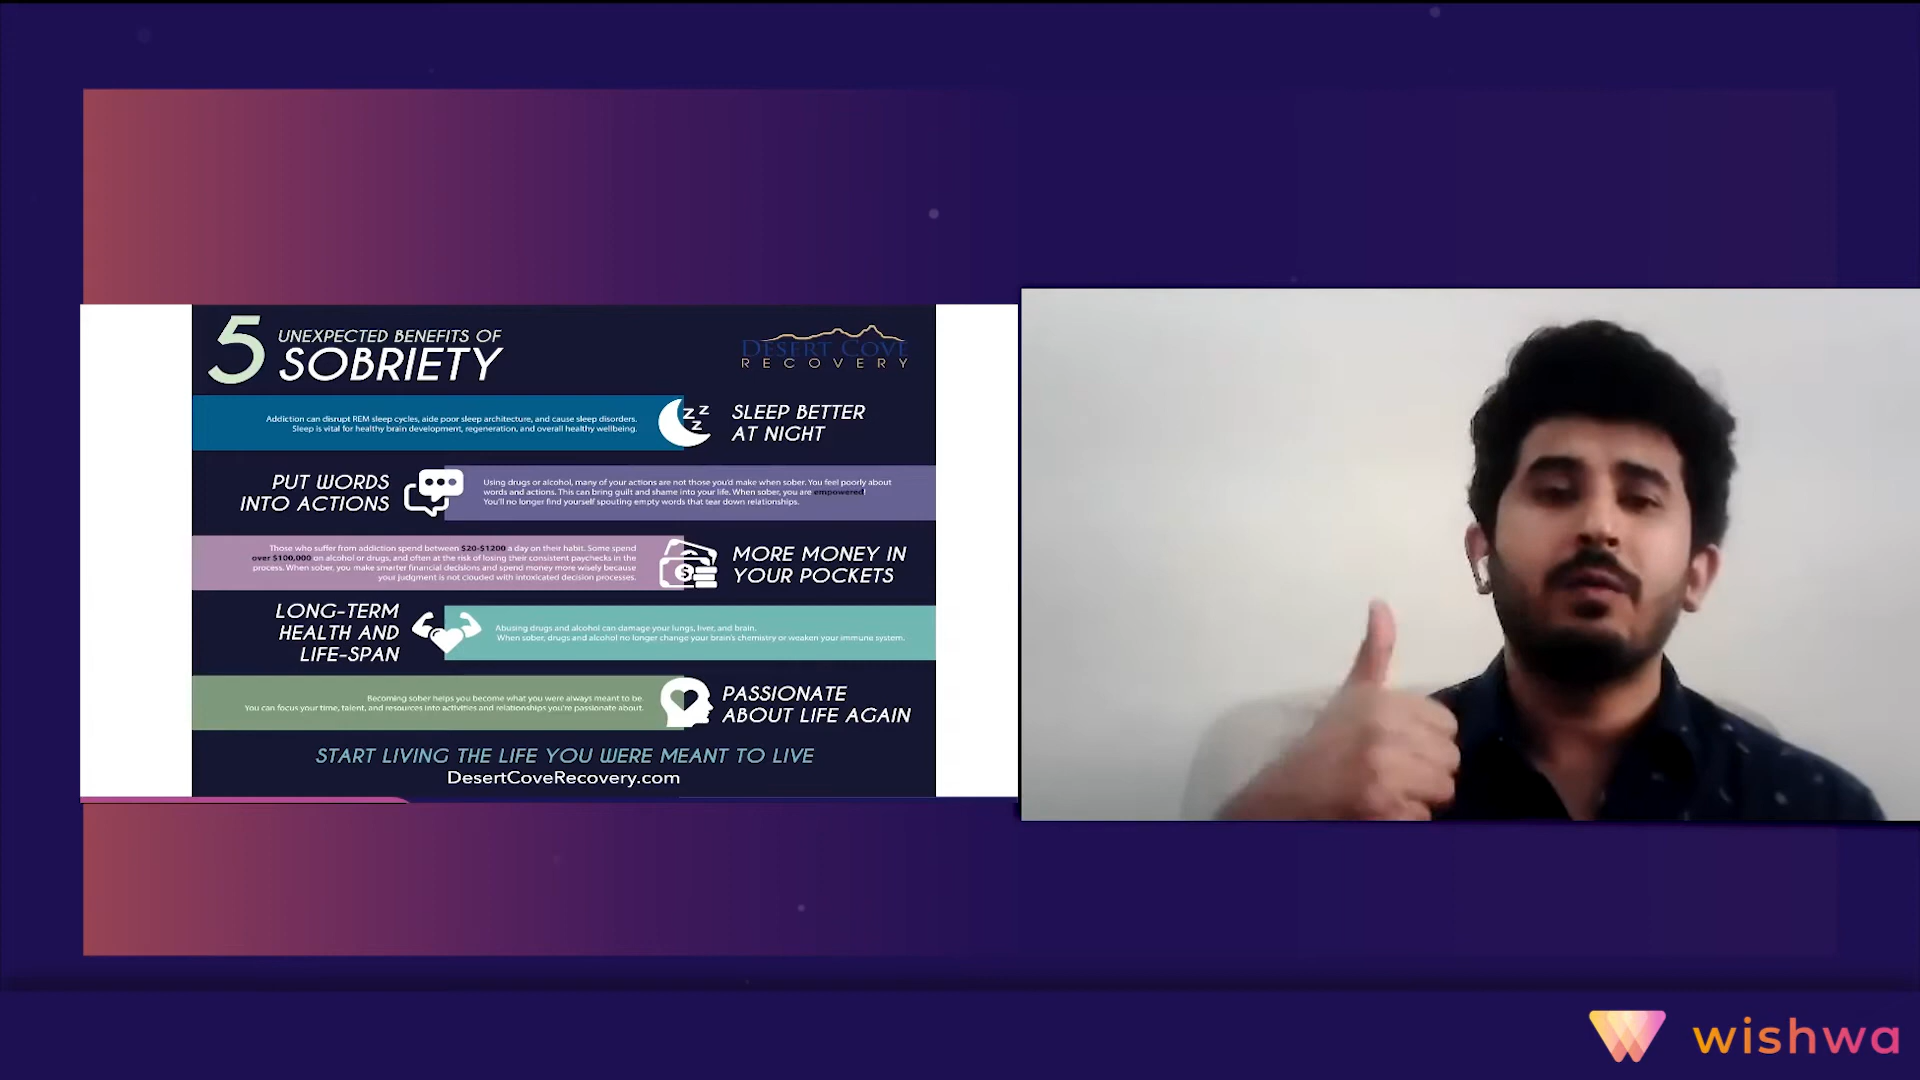 5 UNEXPECTED BENEFITS OF
SOBRIETY
DESERT COVE
RECOVERY
Addiction can disrupt REM sleep cycles, aide poor sleep architecture, and cause sleep disorders.
Sleep is vital for healthy brain development, regeneration, and overall healthy wellbeing.
Z Z
Z
SLEEP BETTER
AT NIGHT
PUT WORDS
INTO ACTIONS
Using drugs or alcohol, many of your actions are not those you'd make when sober. You feel poorly about
words and actions. This can bring guilt and shame into your life. When sober, you are empowered!
You'll no longer find yourself spouting empty words that tear down relationships.
Those who suffer from addiction spend between $20-$1200 a day on their habit. Some spend
over $100,000 on alcohol or drugs, and often at the risk of losing their consistent paychecks in the
process. When sober, you make smarter financial decisions and spend money more wisely because
your judgment is not clouded with intoxicated decision processes.
$
MORE MONEY IN
YOUR POCKETS
LONG-TERM
HEALTH AND
LIFE-SPAN
Abusing drugs and alcohol can damage your lungs, liver, and brain.
When sober, drugs and alcohol no longer change your brain's chemistry or weaken your immune system.
Becoming sober helps you become what you were always meant to be.
You can focus your time, talent, and resources into activities and relationships you're passionate about.
PASSIONATE
ABOUT LIFE AGAIN
START LIVING THE LIFE YOU WERE MEANT TO LIVE
DesertCoveRecovery.com
wishwa